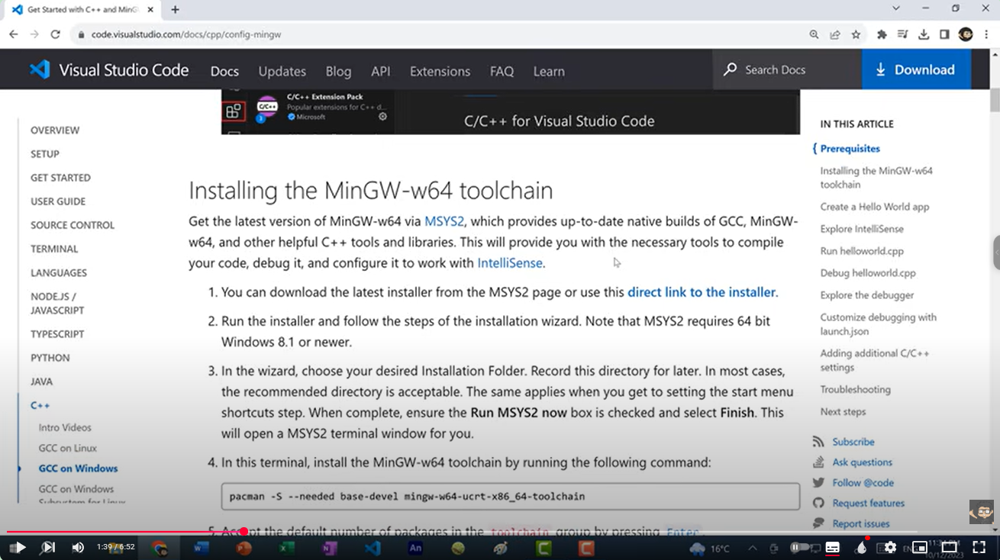 Get Started with C++ and MinG
code.visualstudio.com/docs/cpp/config-mingw
Visual Studio Code
Docs
Updates
Blog
API
Extensions
FAQ
Learn
Search Docs
Download
C/C++ Extension Pack
Popular extensions for C++ d...
Microsoft
C/C++
3
C/C++ for Visual Studio Code
OVERVIEW
SETUP
GET STARTED
USER GUIDE
SOURCE CONTROL
TERMINAL
LANGUAGES
NODE.JS /
JAVASCRIPT
TYPESCRIPT
PYTHON
JAVA
C++
Intro Videos
GCC on Linux
GCC on Windows
GCC on Windows
Subsystem for Linux
Installing the MinGW-w64 toolchain
Get the latest version of MinGW-w64 via MSYS2, which provides up-to-date native builds of GCC, MinGW-
w64, and other helpful C++ tools and libraries. This will provide you with the necessary tools to compile
your code, debug it, and configure it to work with IntelliSense.
1. You can download the latest installer from the MSYS2 page or use this direct link to the installer.
2. Run the installer and follow the steps of the installation wizard. Note that MSYS2 requires 64 bit
Windows 8.1 or newer.
3. In the wizard, choose your desired Installation Folder. Record this directory for later. In most cases,
the recommended directory is acceptable. The same applies when you get to setting the start menu
shortcuts step. When complete, ensure the Run MSYS2 now box is checked and select Finish. This
will open a MSYS2 terminal window for you.
4. In this terminal, install the MinGW-w64 toolchain by running the following command:
pacman -S --needed base-devel mingw-w64-ucrt-x86_64-toolchain
5. Accept the default number of packages in the toolchain group by pressing Enter
IN THIS ARTICLE
Prerequisites
Installing the MinGW-w64
toolchain
Create a Hello World app
Explore IntelliSense
Run helloworld.cpp
Debug helloworld.cpp
Explore the debugger
Customize debugging with
launch.json
Adding additional C/C++
settings
Troubleshooting
Next steps
Subscribe
Ask questions
Follow @code
Request features
Report issues
1:39 / 6:52
An
16°C
ENG
10/12/2023